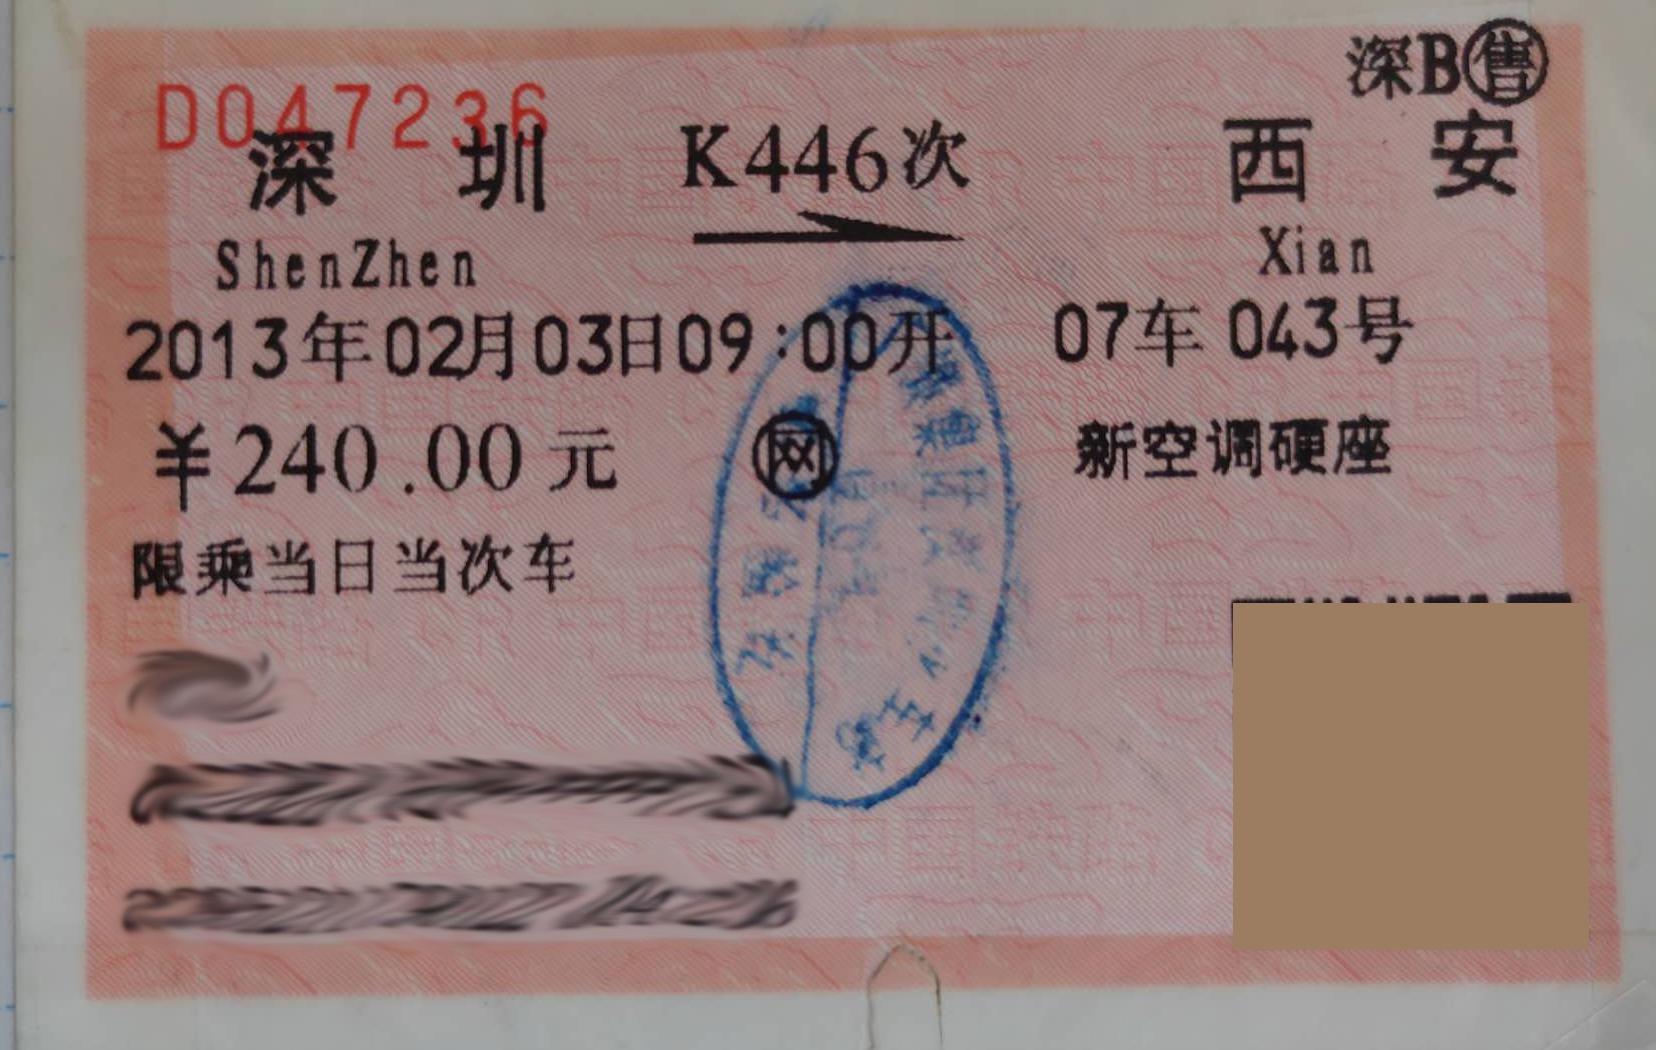 深B售
D047236
深圳 K446次 西安
ShenZhen Xian
2013年02月03日09:00开 07车043号
¥240.00元 网 新空调硬座
限乘当日当次车